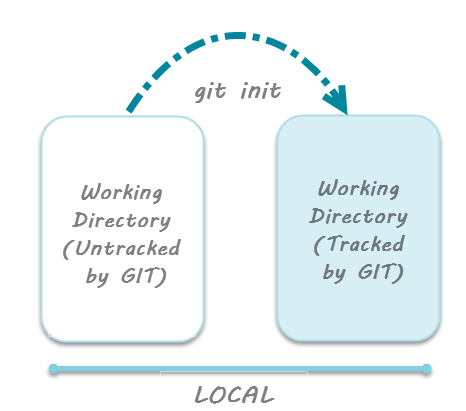 git init
Working
Directory
(Untracked
by GIT)
Working
Directory
(Tracked
by GIT)
LOCAL